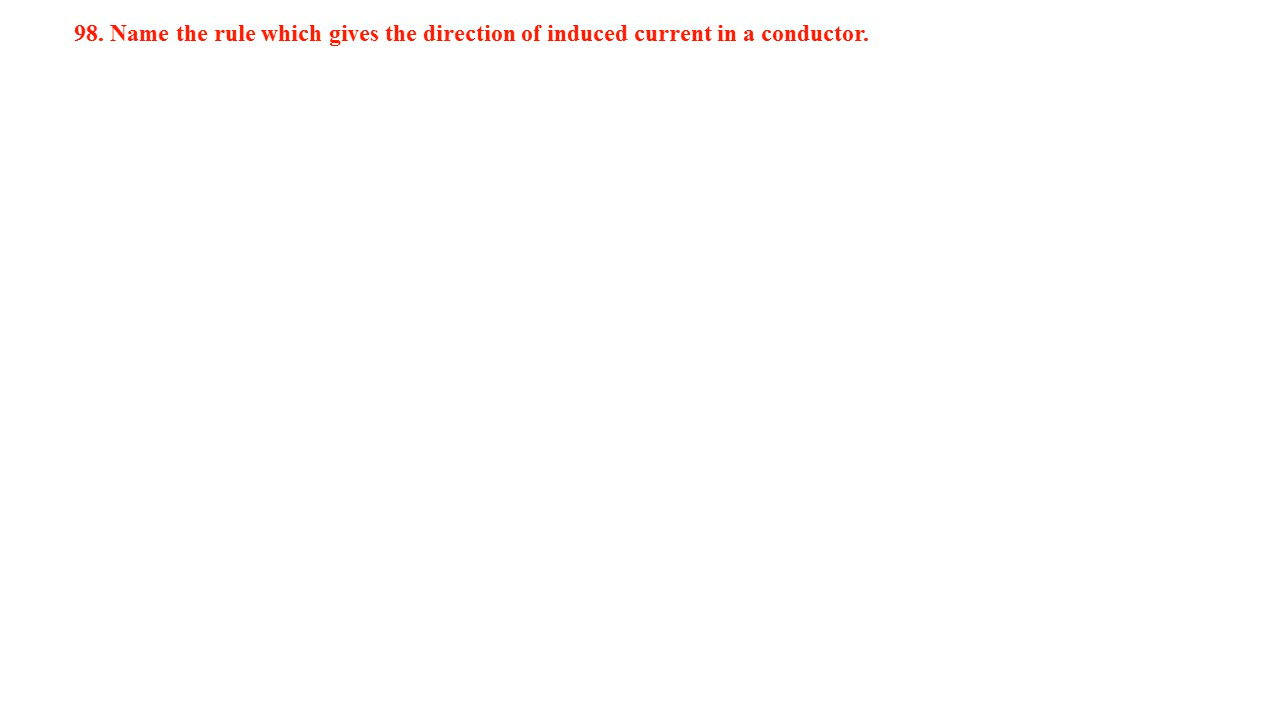 98. Name the rule which gives the direction of induced current in a conductor.